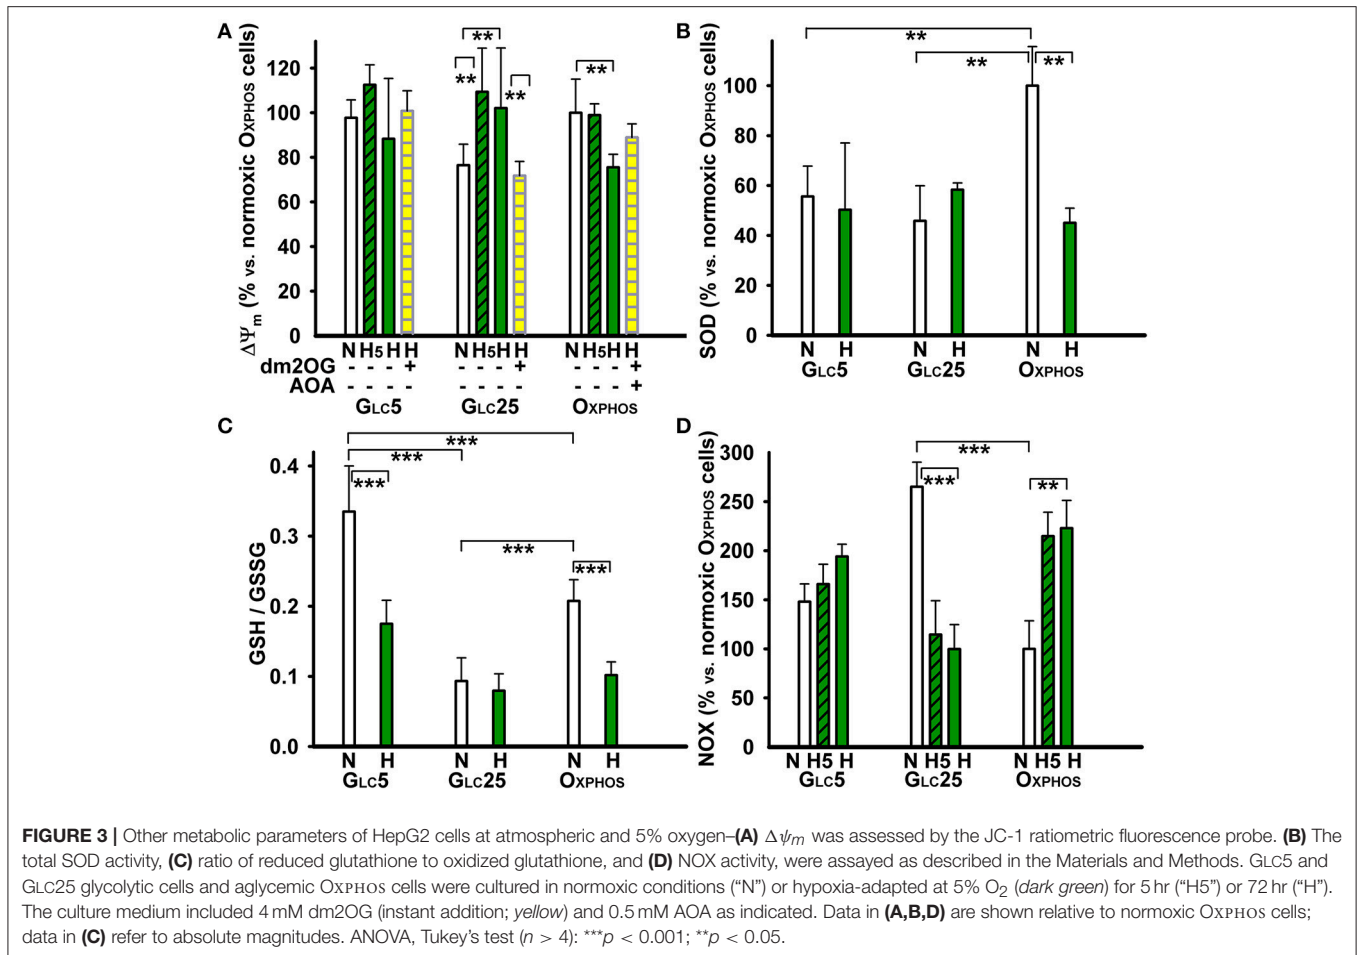 A
ΔΨm (% vs. normoxic OXPHOS cells)
120
100
80
60
40
20
0
** ** ** **
N H5 H H N H5 H H N H5 H H
dm2OG - - - + - - - + - - - +
AOA - - - - - - - +
GLC5 GLC25 OXPHOS
B
SOD (% vs. normoxic OXPHOS cells)
100
80
60
40
20
0
** ** **
N H N H N H
GLC5 GLC25 OXPHOS
C
GSH / GSSG
0.4
0.3
0.2
0.1
0.0
*** *** *** *** ***
N H N H N H
GLC5 GLC25 OXPHOS
D
NOX (% vs. normoxic OXPHOS cells)
300
250
200
150
100
50
0
*** *** **
N H5 H N H5 H N H5 H
GLC5 GLC25 OXPHOS
FIGURE 3 | Other metabolic parameters of HepG2 cells at atmospheric and 5% oxygen–(A) Δψm was assessed by the JC-1 ratiometric fluorescence probe. (B) The
total SOD activity, (C) ratio of reduced glutathione to oxidized glutathione, and (D) NOX activity, were assayed as described in the Materials and Methods. GLC5 and
GLC25 glycolytic cells and aglycemic OXPHOS cells were cultured in normoxic conditions (“N”) or hypoxia-adapted at 5% O2 (dark green) for 5 hr (“H5”) or 72 hr (“H”).
The culture medium included 4 mM dm2OG (instant addition; yellow) and 0.5 mM AOA as indicated. Data in (A,B,D) are shown relative to normoxic OXPHOS cells;
data in (C) refer to absolute magnitudes. ANOVA, Tukey’s test (n > 4): ***p < 0.001; **p < 0.05.